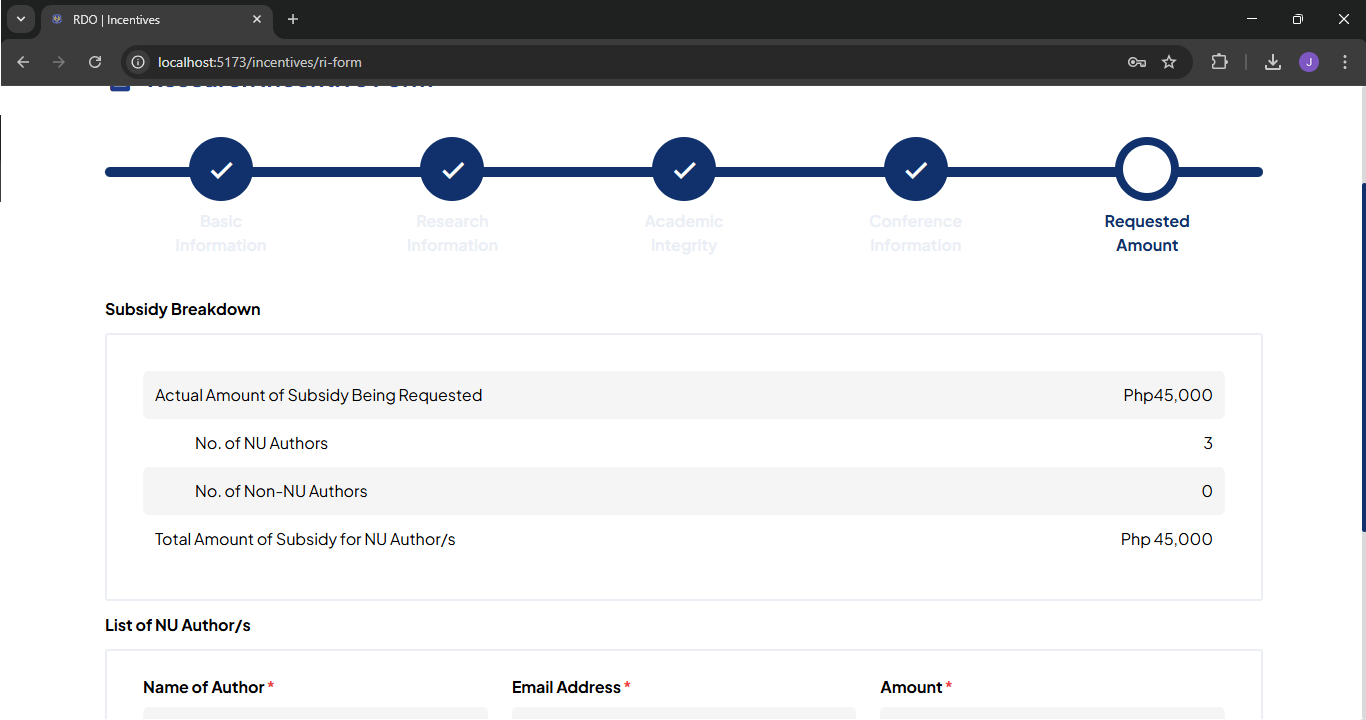 RDO | Incentives
localhost:5173/incentives/ri-form
J
Basic
Information
Research
Information
Academic
Integrity
Conference
Information
Requested
Amount
Subsidy Breakdown
Actual Amount of Subsidy Being Requested Php45,000
No. of NU Authors 3
No. of Non-NU Authors 0
Total Amount of Subsidy for NU Author/s Php 45,000
List of NU Author/s
Name of Author * Email Address * Amount *